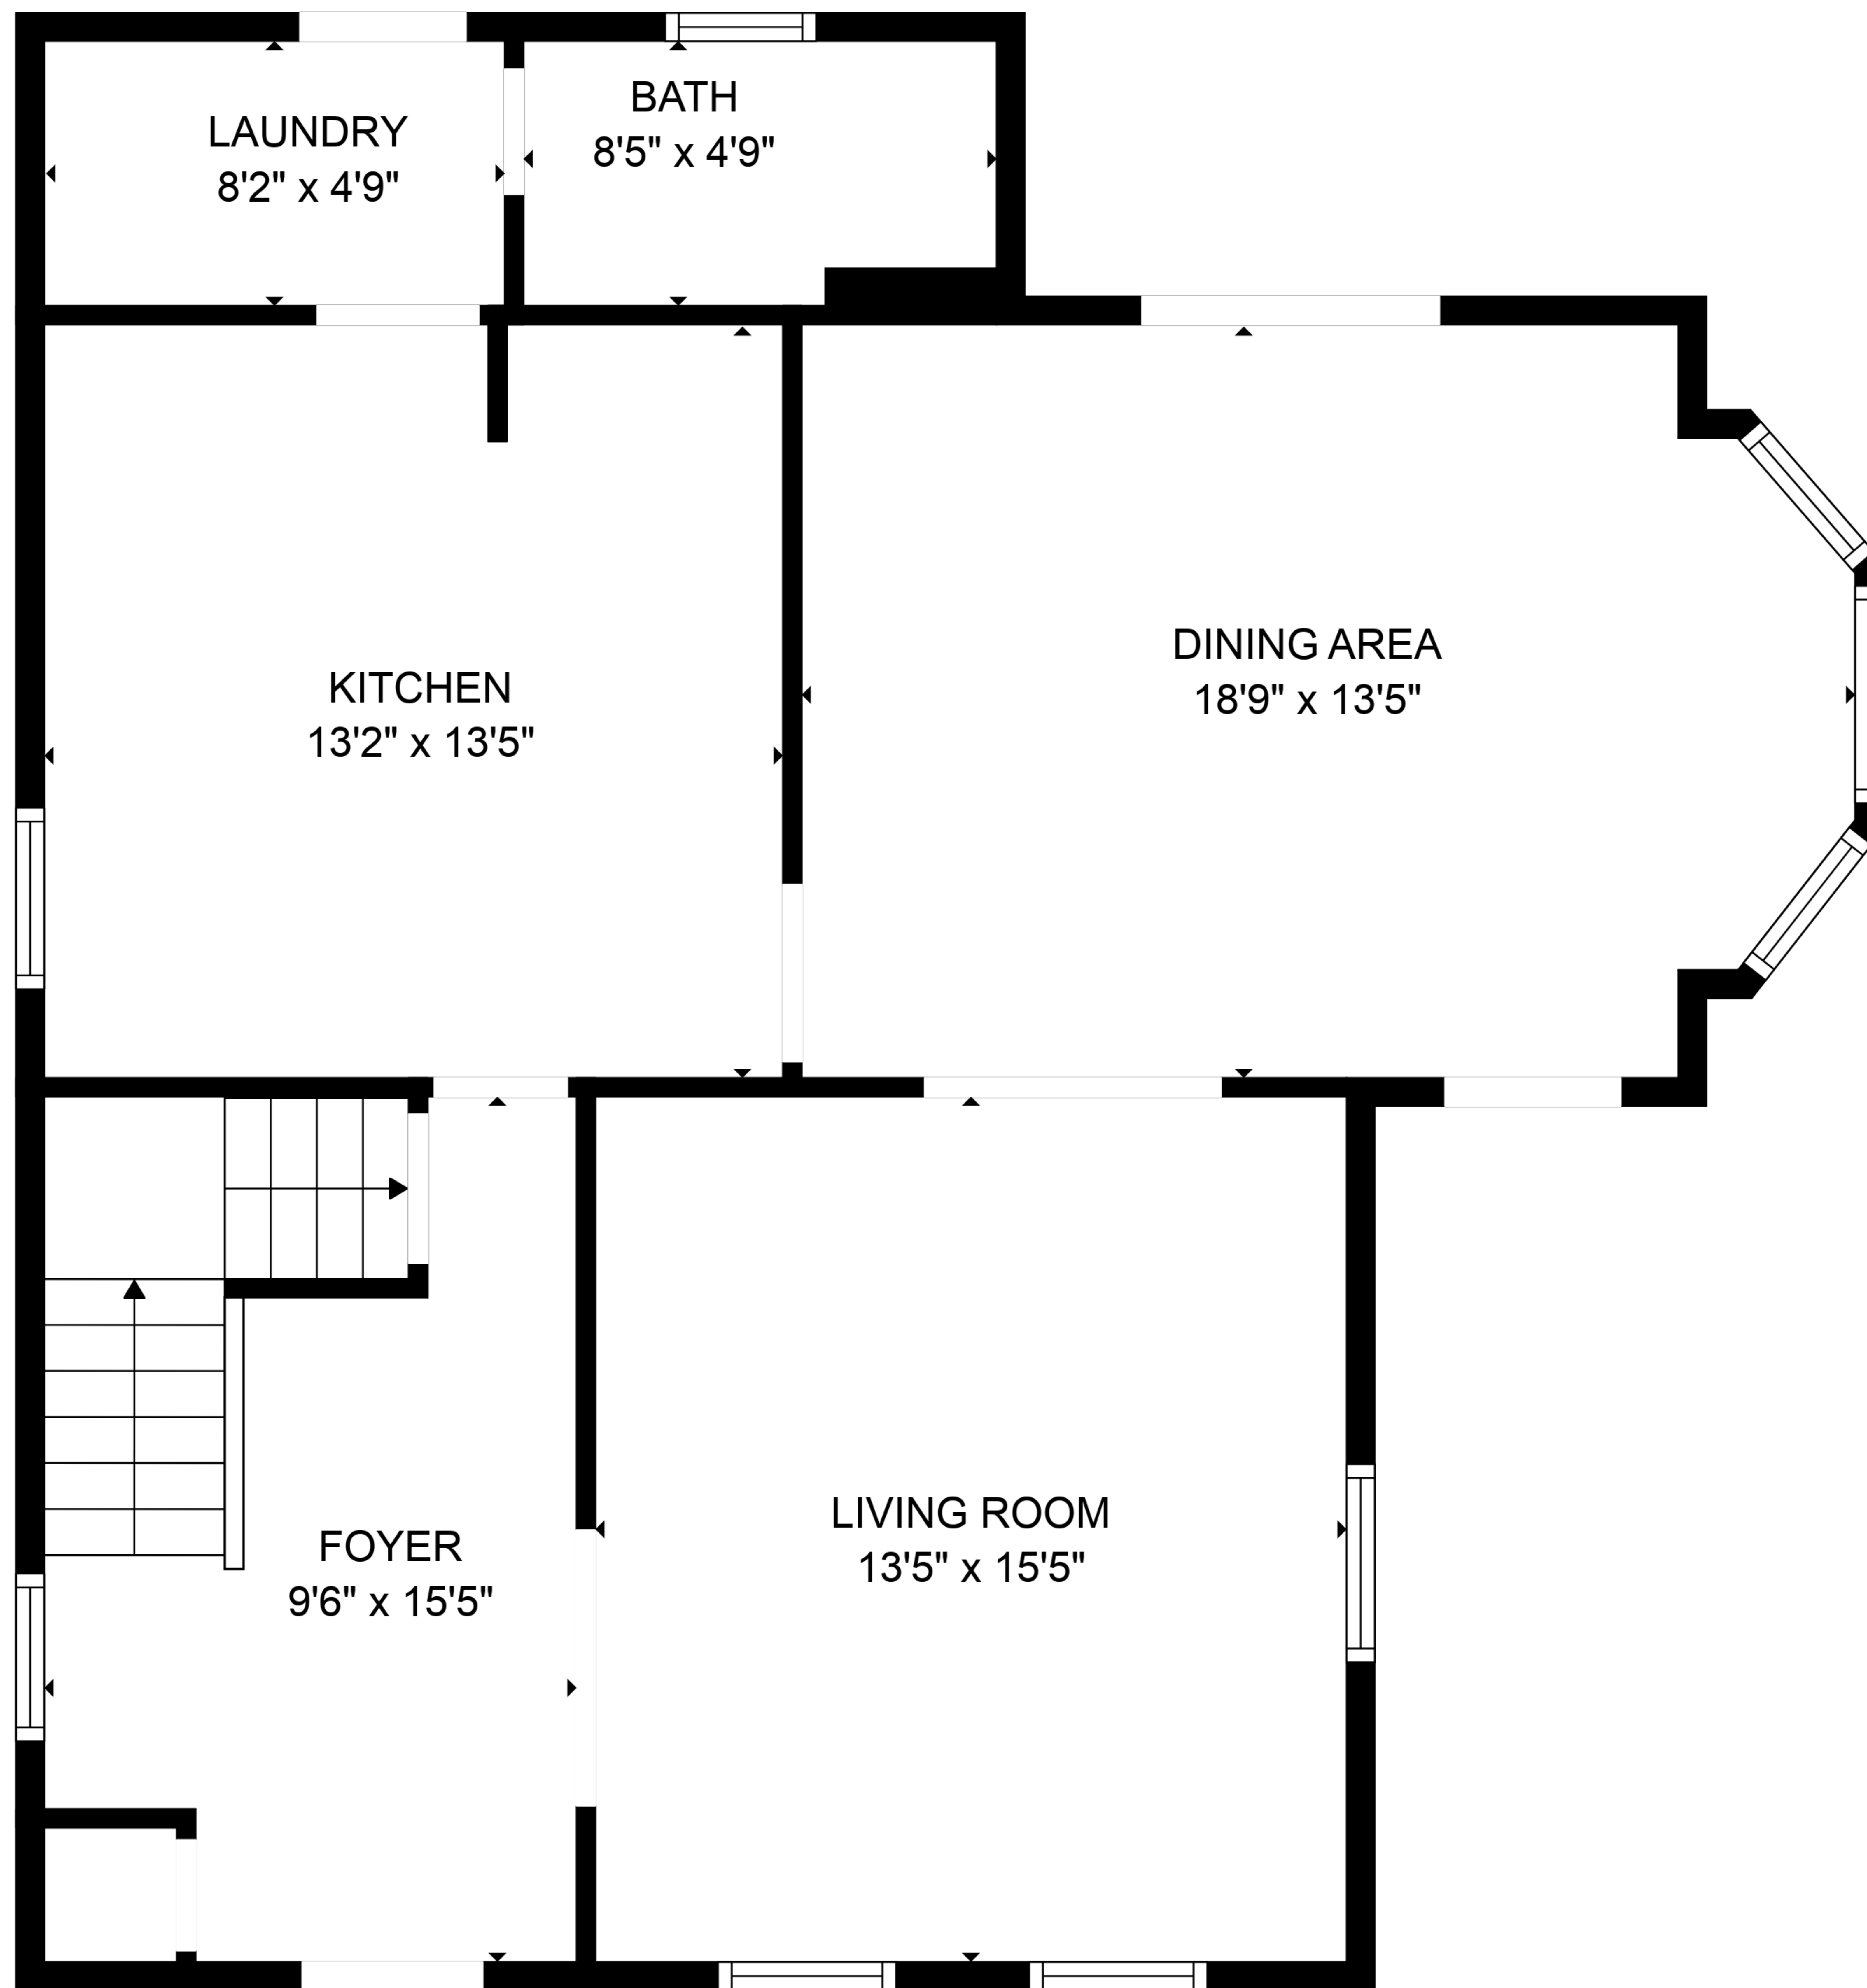 LAUNDRY
8'2" x 4'9"
BATH
8'5" x 4'9"
KITCHEN
13'2" x 13'5"
DINING AREA
18'9" x 13'5"
FOYER
9'6" x 15'5"
LIVING ROOM
13'5" x 15'5"